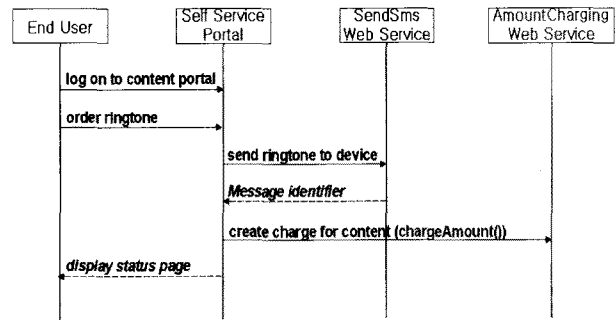 End User
Self Service
Portal
SendSms
Web Service
AmountCharging
Web Service
log on to content portal
order ringtone
send ringtone to device
Message identifier
create charge for content (chargeAmount())
display status page